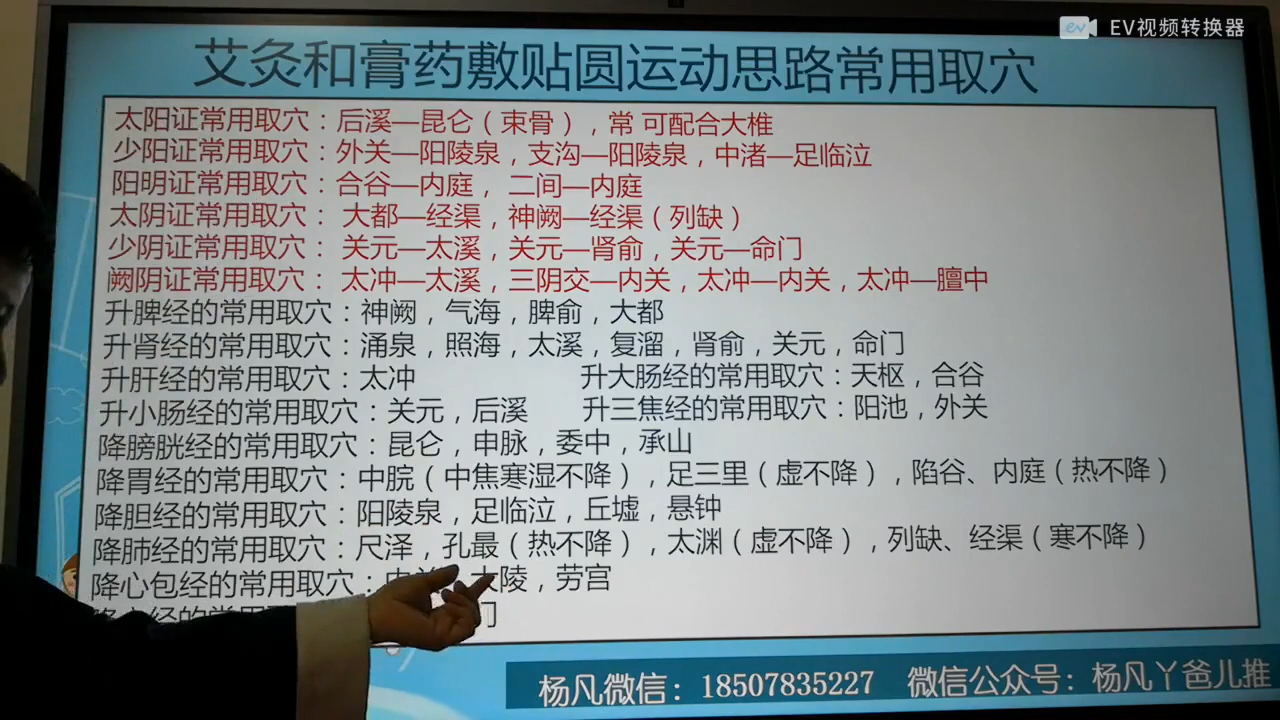 EV视频转换器
艾灸和膏药敷贴圆运动思路常用取穴
太阳证常用取穴：后溪—昆仑（束骨），常 可配合大椎
少阳证常用取穴：外关—阳陵泉，支沟—阳陵泉，中渚—足临泣
阳明证常用取穴：合谷—内庭， 二间—内庭
太阴证常用取穴： 大都—经渠，神阙—经渠（列缺）
少阴证常用取穴： 关元—太溪，关元—肾俞，关元—命门
阙阴证常用取穴： 太冲—太溪，三阴交—内关，太冲—内关，太冲—膻中
升脾经的常用取穴：神阙，气海，脾俞，大都
升肾经的常用取穴：涌泉，照海，太溪，复溜，肾俞，关元，命门
升肝经的常用取穴：太冲 升大肠经的常用取穴：天枢，合谷
升小肠经的常用取穴：关元，后溪 升三焦经的常用取穴：阳池，外关
降膀胱经的常用取穴：昆仑，申脉，委中，承山
降胃经的常用取穴：中脘（中焦寒湿不降），足三里（虚不降），陷谷、内庭（热不降）
降胆经的常用取穴：阳陵泉，足临泣，丘墟，悬钟
降肺经的常用取穴：尺泽，孔最（热不降），太渊（虚不降），列缺、经渠（寒不降）
降心包经的常用取穴： 大陵，劳宫
经的常用 门
杨凡微信：18507835227 微信公众号：杨凡丫爸儿推